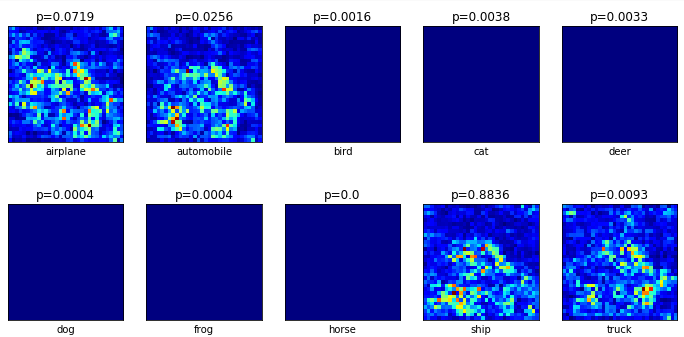 p=0.0719 p=0.0256 p=0.0016 p=0.0038 p=0.0033
airplane automobile bird cat deer
p=0.0004 p=0.0004 p=0.0 p=0.8836 p=0.0093
dog frog horse ship truck